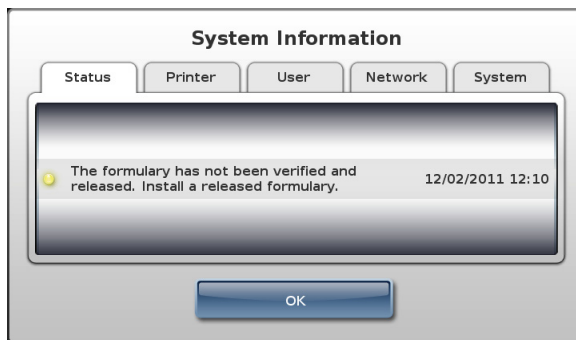 System Information
Status Printer User Network System
The formulary has not been verified and
released. Install a released formulary.
12/02/2011 12:10
OK